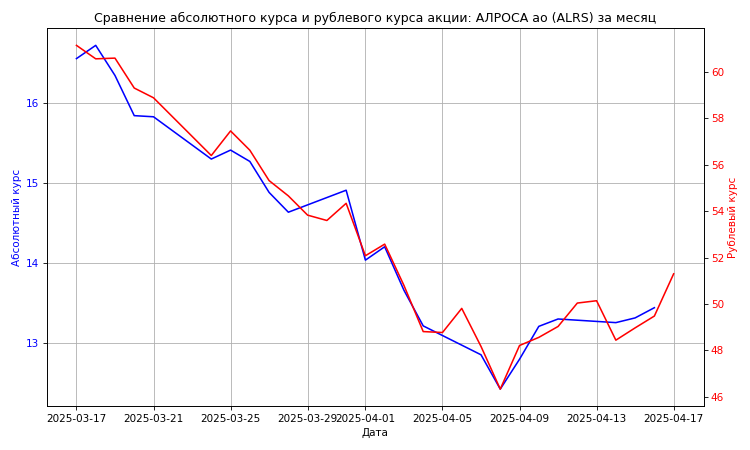 Сравнение абсолютного курса и рублевого курса акции: АЛРОСА ао (ALRS) за месяц
Абсолютный курс
16
15
14
13
60
58
56
54
52
50
48
46
Рублевый курс
2025-03-17 2025-03-21 2025-03-25 2025-03-29 2025-04-01 2025-04-05 2025-04-09 2025-04-13 2025-04-17
Дата